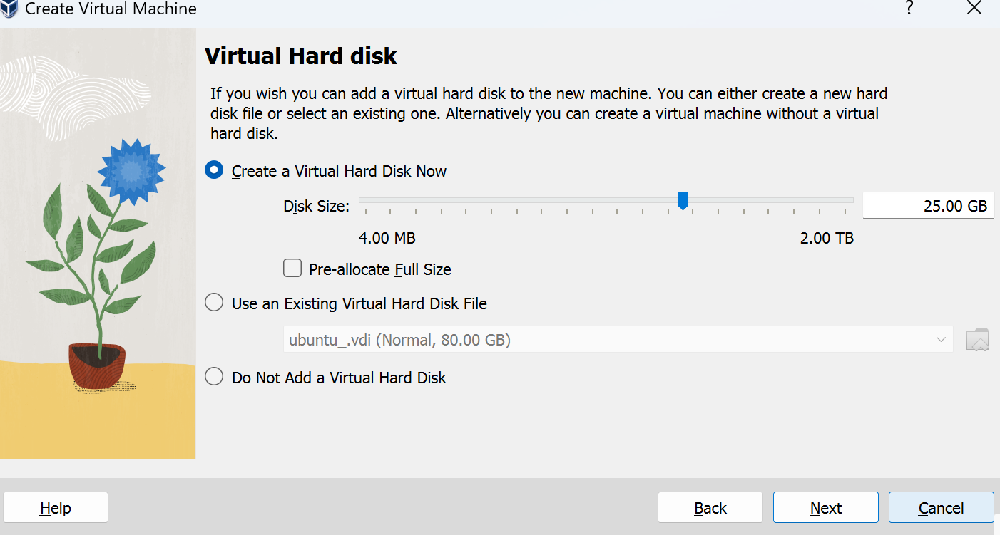 Create Virtual Machine
?
Virtual Hard disk
If you wish you can add a virtual hard disk to the new machine. You can either create a new hard
disk file or select an existing one. Alternatively you can create a virtual machine without a virtual
hard disk.
Create a Virtual Hard Disk Now
Disk Size:
25.00 GB
4.00 MB
2.00 TB
Pre-allocate Full Size
Use an Existing Virtual Hard Disk File
ubuntu_.vdi (Normal, 80.00 GB)
Do Not Add a Virtual Hard Disk
Help
Back
Next
Cancel